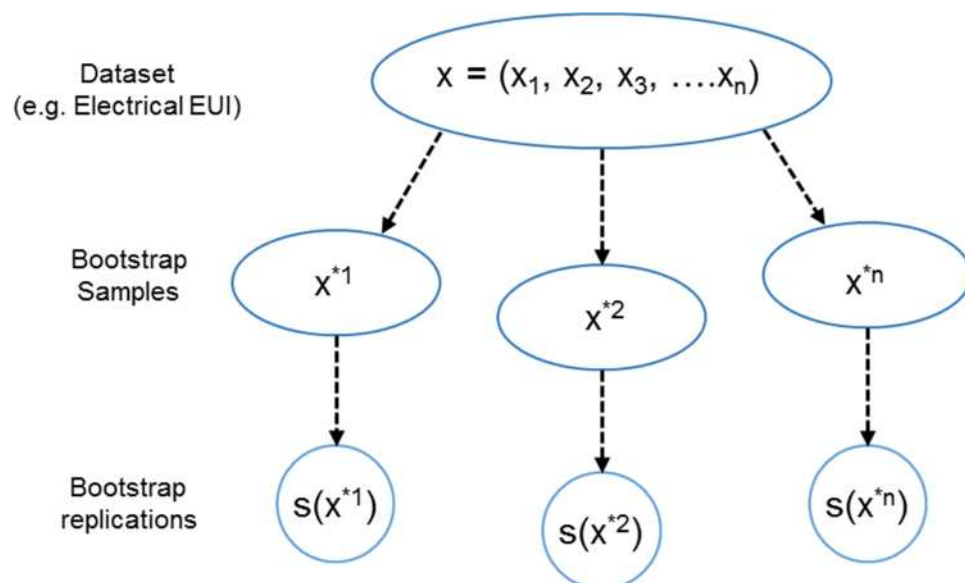 Dataset
(e.g. Electrical EUI)
x = (x₁, x₂, x₃, ….xₙ)
Bootstrap
Samples
x*¹
x*²
x*ⁿ
Bootstrap
replications
s(x*¹)
s(x*²)
s(x*ⁿ)